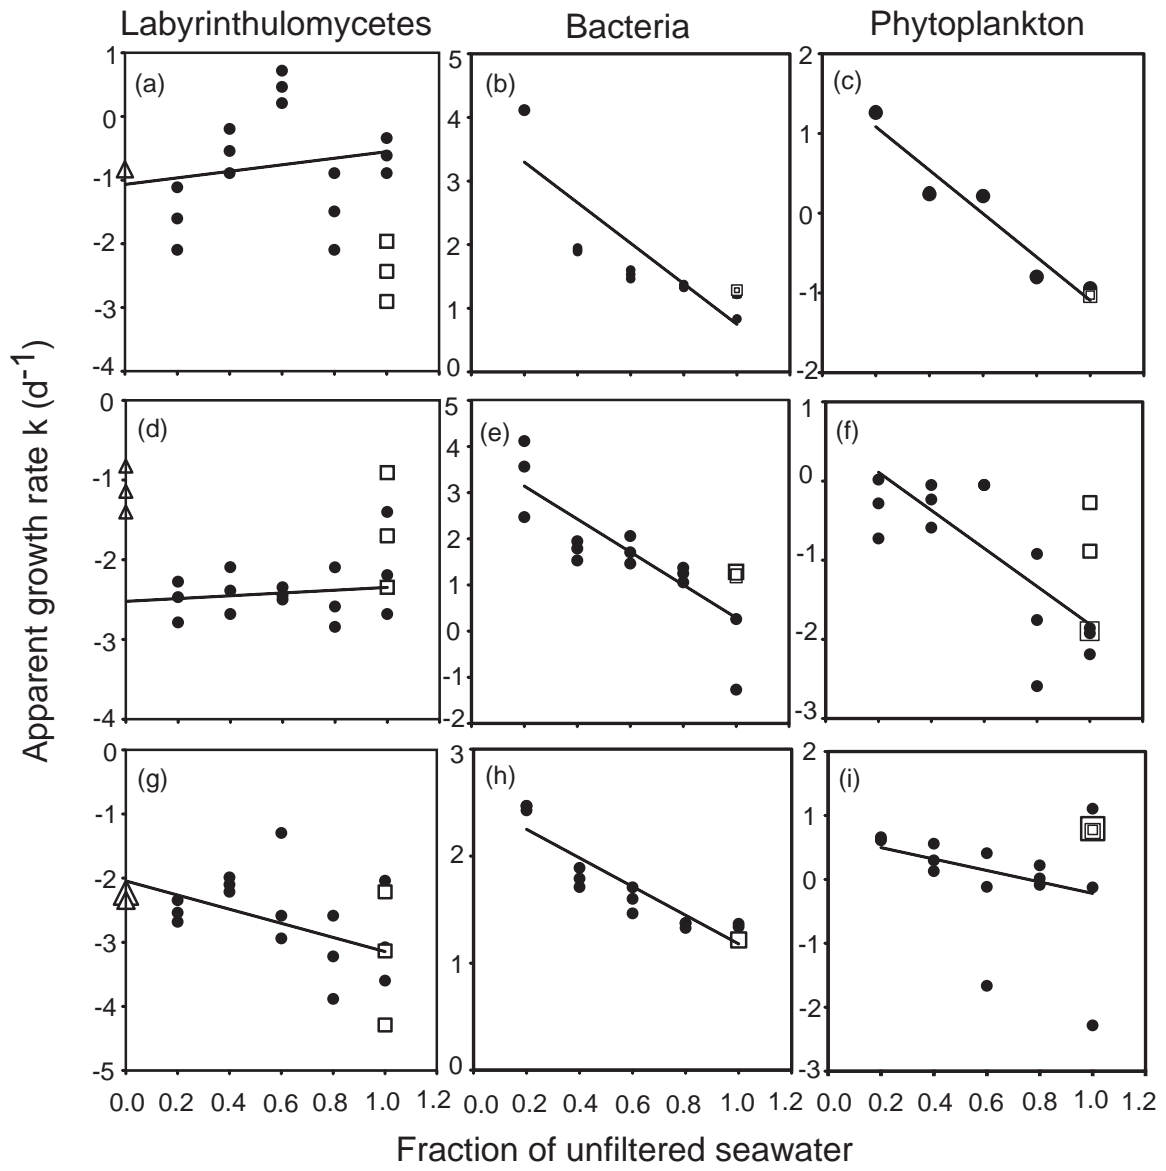 Labyrinthulomycetes Bacteria Phytoplankton
(a) (b) (c)
1 0 -1 -2 -3 -4
5 4 3 2 1 0
2 1 0 -1 -2
(d) (e) (f)
0 -1 -2 -3 -4
5 4 3 2 1 0 -1 -2
1 0 -1 -2 -3
(g) (h) (i)
0 -1 -2 -3 -4 -5
3 2 1 0
2 1 0 -1 -2 -3
0.0 0.2 0.4 0.6 0.8 1.0 1.2
0.0 0.2 0.4 0.6 0.8 1.0 1.2
0.0 0.2 0.4 0.6 0.8 1.0 1.2
Apparent growth rate k (d⁻¹)
Fraction of unfiltered seawater